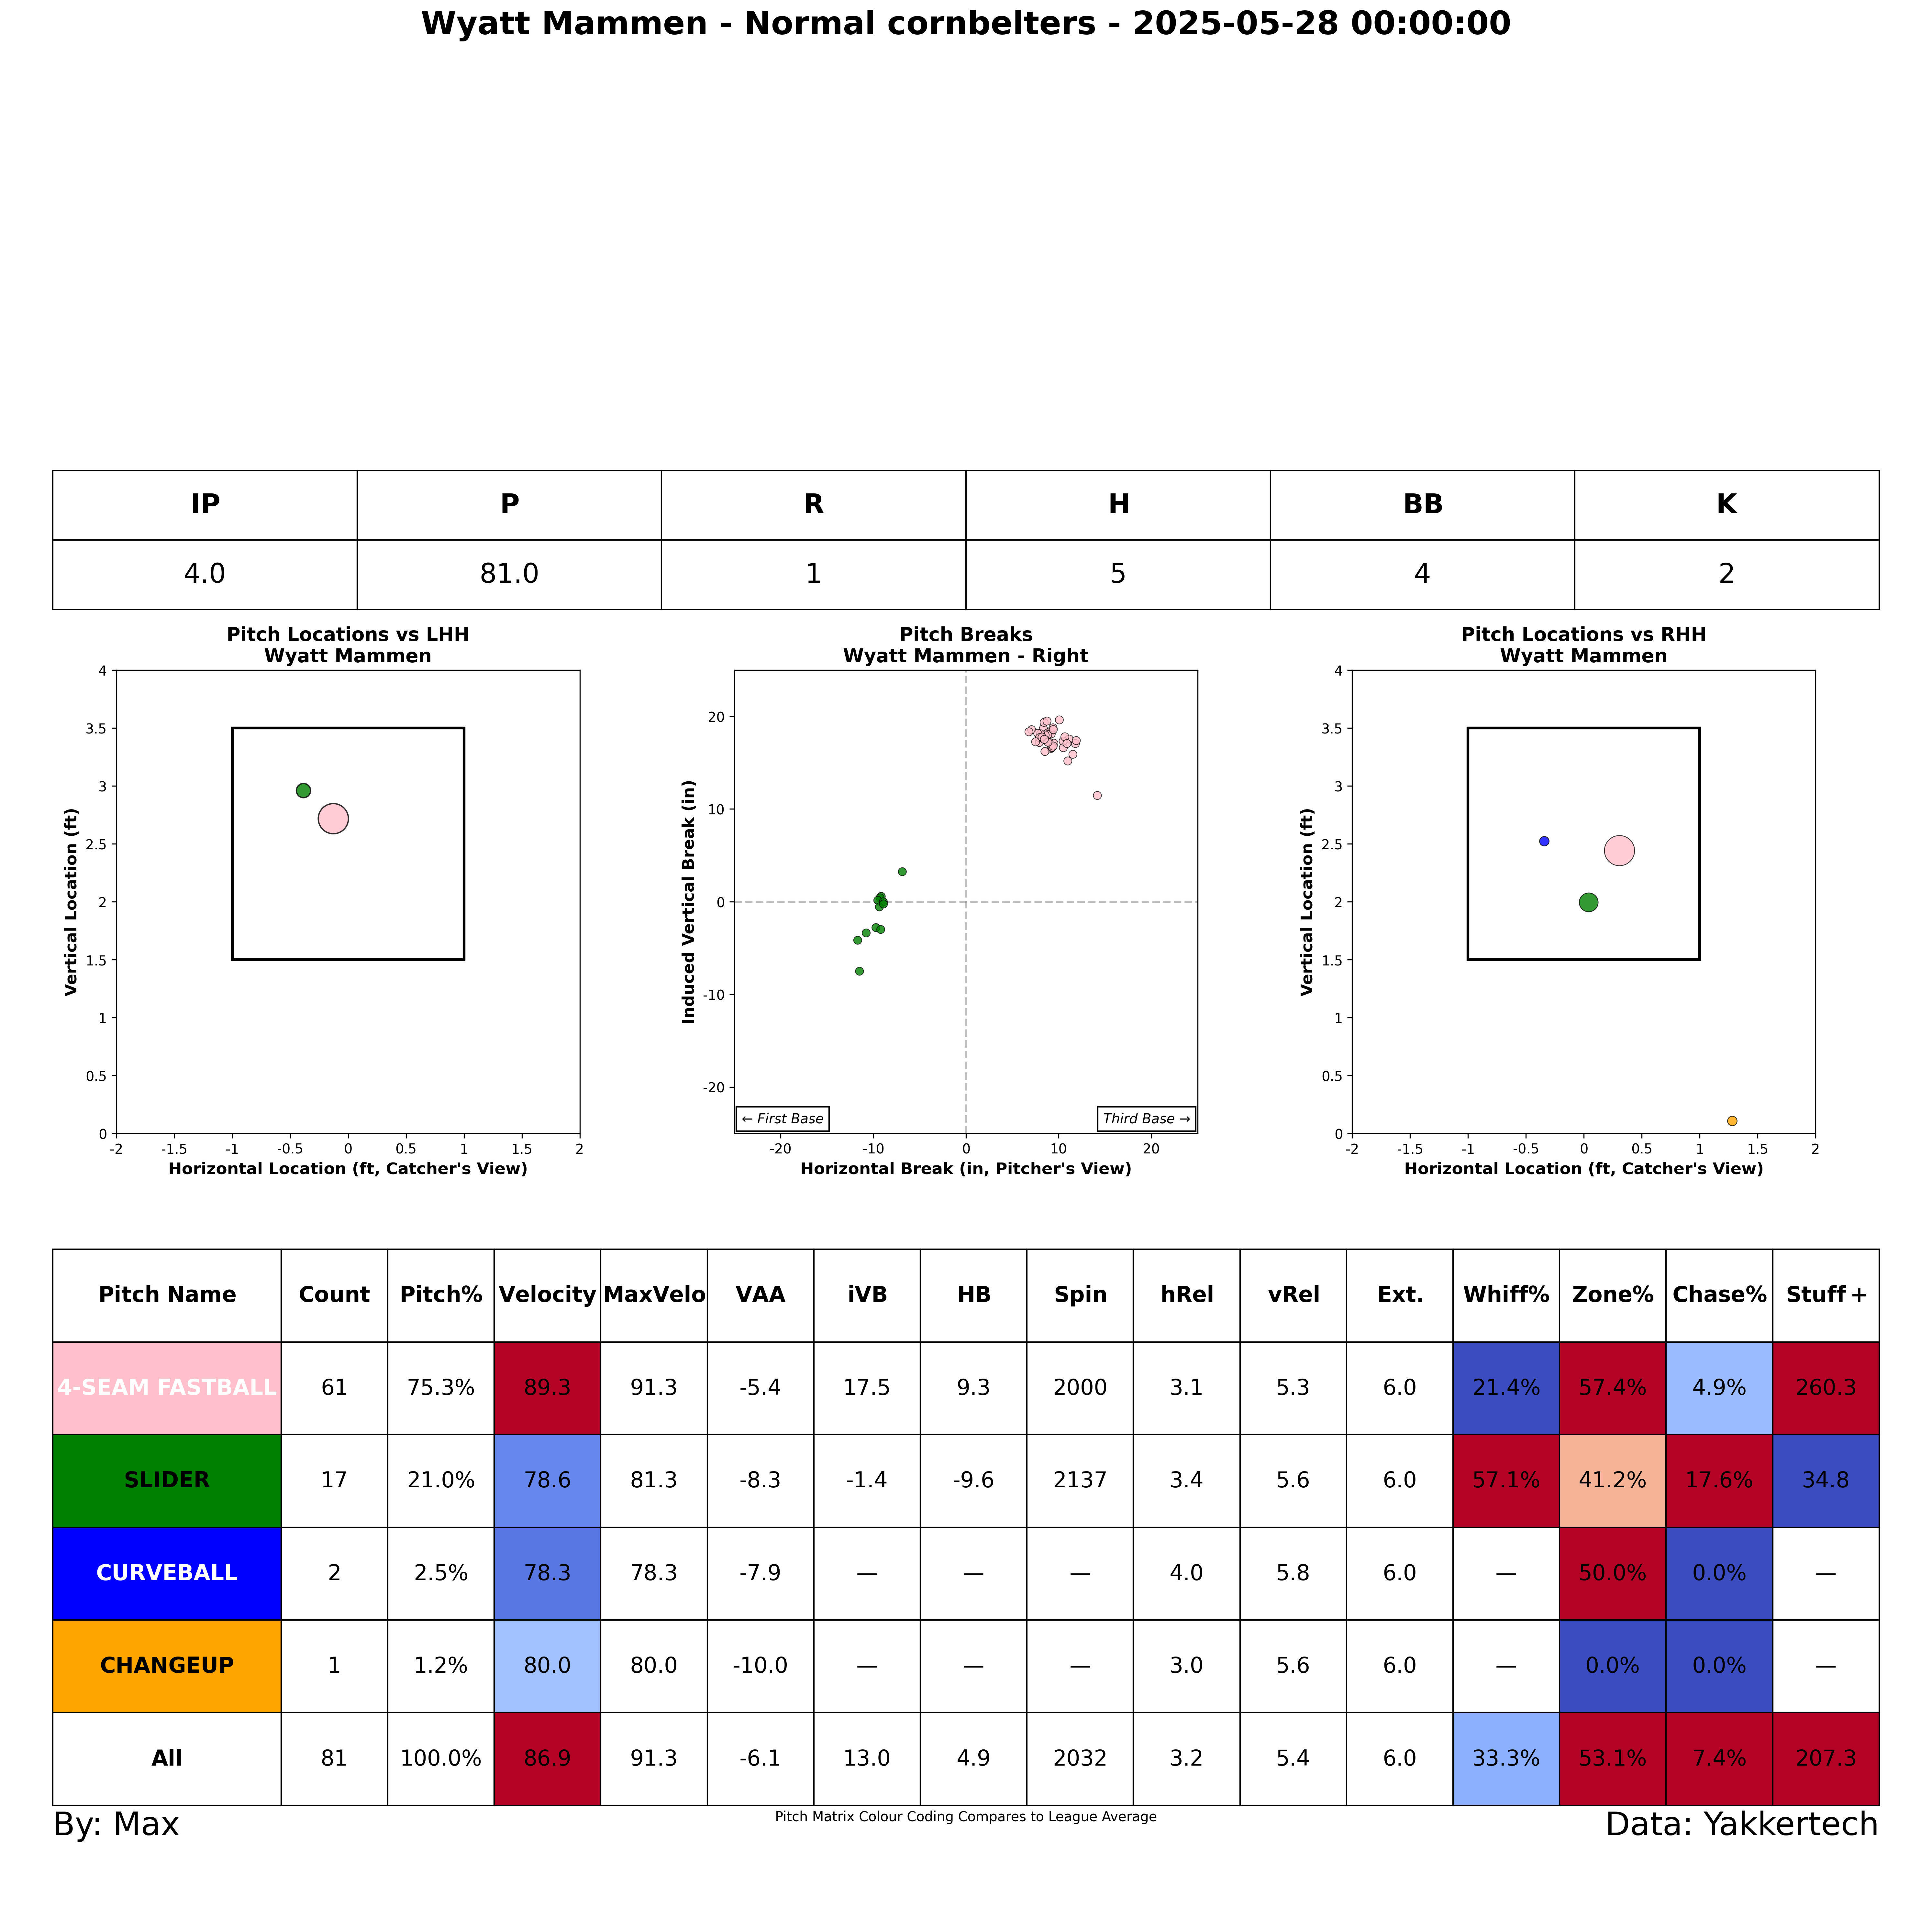 Wyatt Mammen - Normal cornbelters - 2025-05-28 00:00:00
IP P R H BB K
4.0 81.0 1 5 4 2
Pitch Locations vs LHH
Wyatt Mammen
4
3.5
3
2.5
2
1.5
1
0.5
0
-2 -1.5 -1 -0.5 0 0.5 1 1.5 2
Vertical Location (ft)
Horizontal Location (ft, Catcher's View)
Pitch Breaks
Wyatt Mammen - Right
20
10
0
-10
-20
← First Base
Third Base →
-20 -10 0 10 20
Induced Vertical Break (in)
Horizontal Break (in, Pitcher's View)
Pitch Locations vs RHH
Wyatt Mammen
4
3.5
3
2.5
2
1.5
1
0.5
0
-2 -1.5 -1 -0.5 0 0.5 1 1.5 2
Vertical Location (ft)
Horizontal Location (ft, Catcher's View)
Pitch Name Count Pitch% Velocity MaxVelo VAA iVB HB Spin hRel vRel Ext. Whiff% Zone% Chase% Stuff+
4-SEAM FASTBALL 61 75.3% 89.3 91.3 -5.4 17.5 9.3 2000 3.1 5.3 6.0 21.4% 57.4% 4.9% 260.3
SLIDER 17 21.0% 78.6 81.3 -8.3 -1.4 -9.6 2137 3.4 5.6 6.0 57.1% 41.2% 17.6% 34.8
CURVEBALL 2 2.5% 78.3 78.3 -7.9 — — — 4.0 5.8 6.0 — 50.0% 0.0% —
CHANGEUP 1 1.2% 80.0 80.0 -10.0 — — — 3.0 5.6 6.0 — 0.0% 0.0% —
All 81 100.0% 86.9 91.3 -6.1 13.0 4.9 2032 3.2 5.4 6.0 33.3% 53.1% 7.4% 207.3
By: Max
Pitch Matrix Colour Coding Compares to League Average
Data: Yakkertech